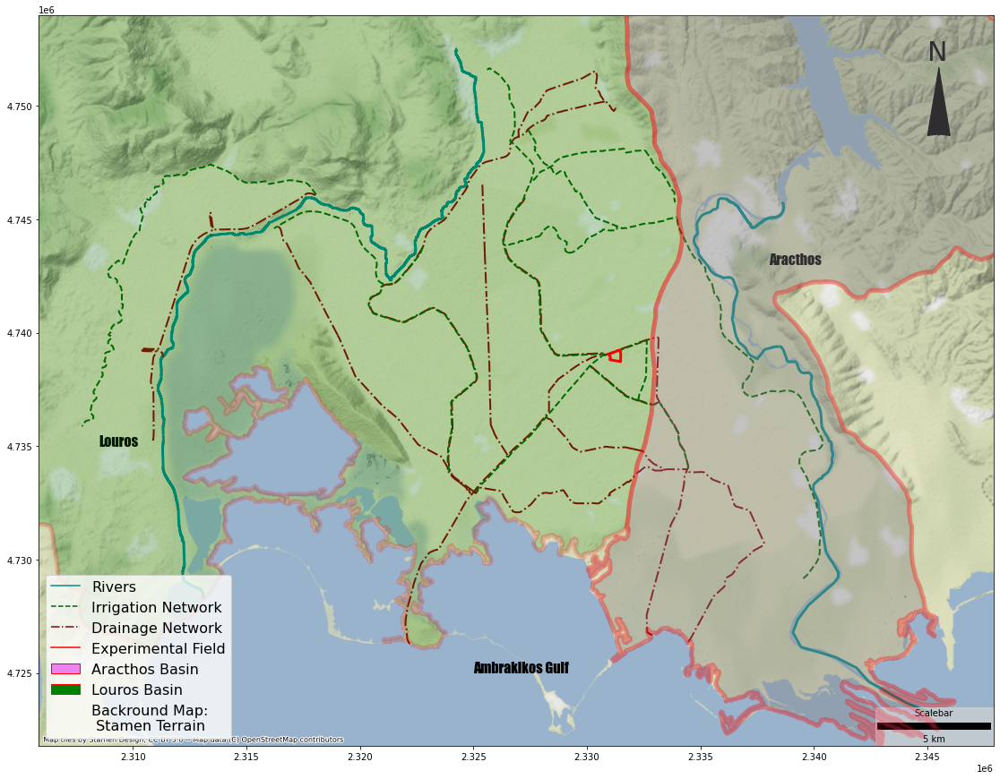 1e6
N
4.750
4.745
4.740
4.735
4.730
4.725
Aracthos
Louros
Ambrakikos Gulf
Rivers
Irrigation Network
Drainage Network
Experimental Field
Aracthos Basin
Louros Basin
Backround Map:
Stamen Terrain
Map tiles by Stamen Design, CC BY 3.0 -- Map data (C) OpenStreetMap contributors
Scalebar
5 km
2.310 2.315 2.320 2.325 2.330 2.335 2.340 2.345
1e6